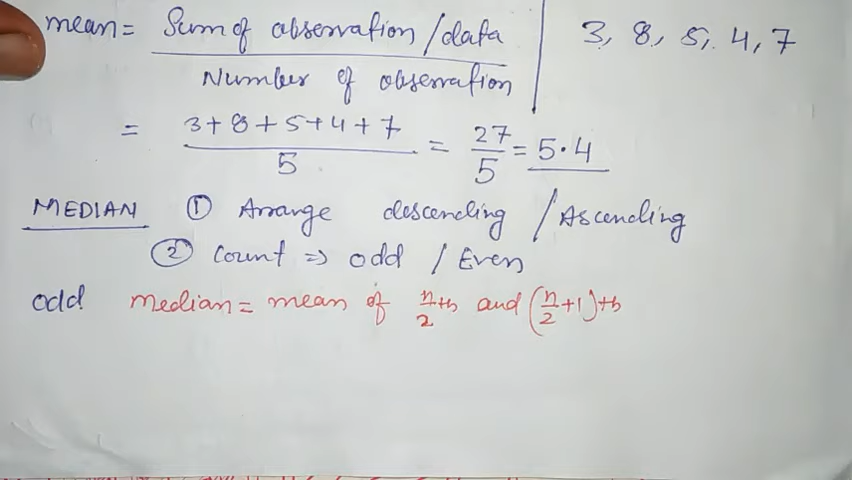 mean = Sum of observation/data
Number of observation
3, 8, 5, 4, 7
= 3+8+5+4+7 / 5 = 27/5 = 5.4
MEDIAN ① Arrange descending / Ascending
② Count ⇒ odd / Even
odd median = mean of n/2 th and (n/2 +1) th